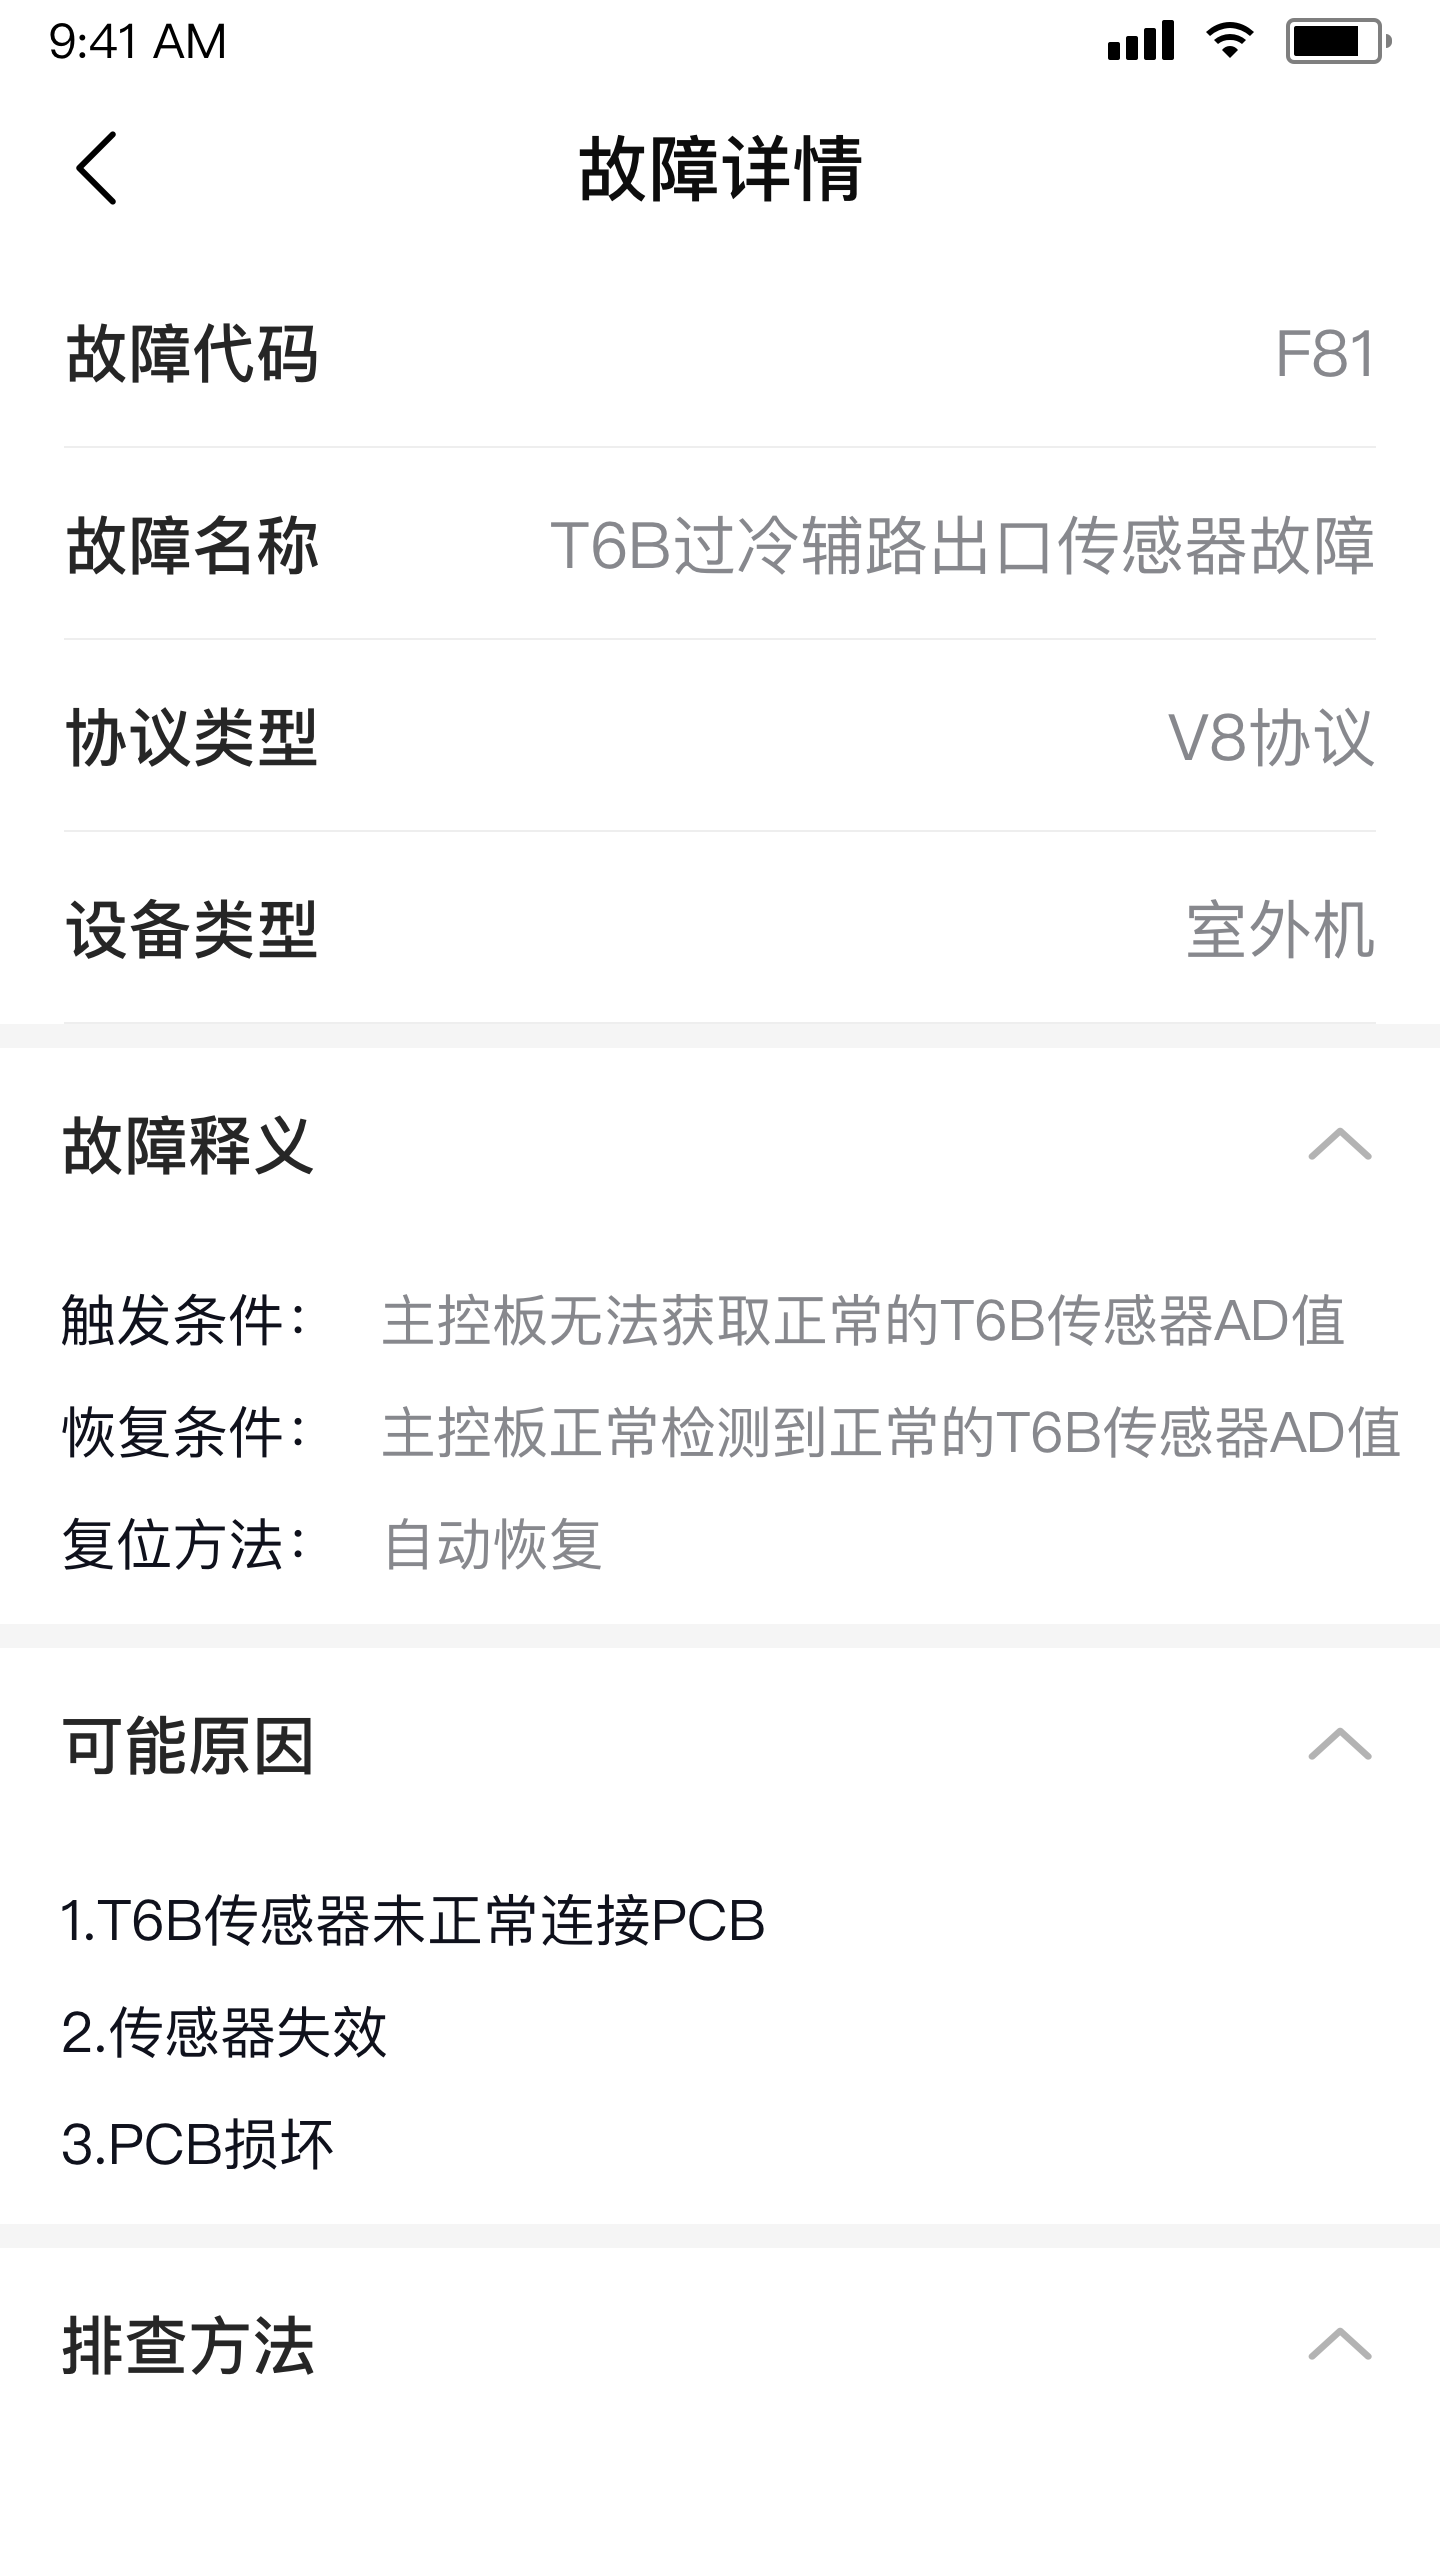 9:41 AM
故障详情
故障代码 F81
故障名称 T6B过冷辅路出口传感器故障
协议类型 V8协议
设备类型 室外机
故障释义
触发条件： 主控板无法获取正常的T6B传感器AD值
恢复条件： 主控板正常检测到正常的T6B传感器AD值
复位方法： 自动恢复
可能原因
1.T6B传感器未正常连接PCB
2.传感器失效
3.PCB损坏
排查方法